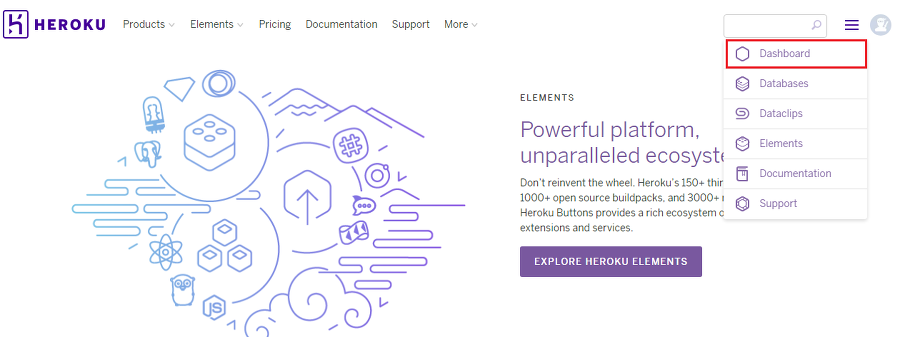 HEROKU Products Elements Pricing Documentation Support More
Dashboard
Databases
Dataclips
Elements
Documentation
Support
ELEMENTS
Powerful platform,
unparalleled
Don't reinvent the wheel. Heroku's 150+
1000+ open source buildpacks, and 3000+
Heroku Buttons provides a rich ecosystem
extensions and services.
EXPLORE HEROKU ELEMENTS
JS